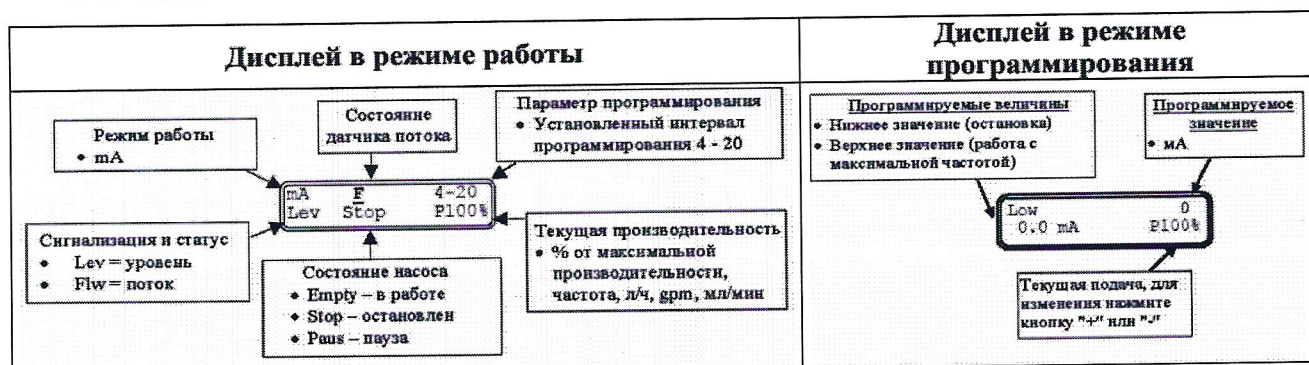 Дисплей в режиме работы
Дисплей в режиме
программирования
Режим работы
• mA
Состояние
датчика потока
Параметр программирования
• Установленный интервал
программирования 4 - 20
mA F 4-20
Lev Stop P100%
Сигнализация и статус
• Lev = уровень
• Flw = поток
Состояние насоса
• Empty – в работе
• Stop – остановлен
• Paus – пауза
Текущая производительность
• % от максимальной
производительности,
частота, л/ч, gpm, мл/мин
Программируемые величины
• Нижнее значение (остановка)
• Верхнее значение (работа с
максимальной частотой)
Программируемое
значение
• мА
Low 0
0.0 mA P100%
Текущая подача, для
изменения нажмите
кнопку "+" или "-"